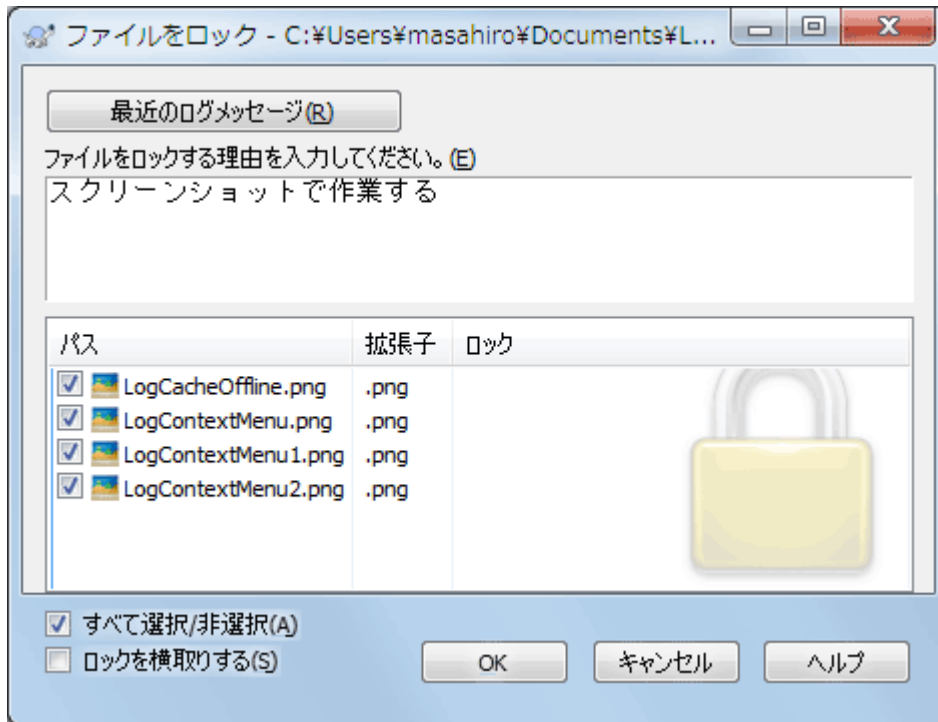 ファイルをロック - C:¥Users¥masahiro¥Documents¥L...
最近のログメッセージ(R)
ファイルをロックする理由を入力してください。(E)
スクリーンショットで作業する
パス 拡張子 ロック
LogCacheOffline.png .png
LogContextMenu.png .png
LogContextMenu1.png .png
LogContextMenu2.png .png
すべて選択/非選択(A)
ロックを横取りする(S)
OK キャンセル ヘルプ